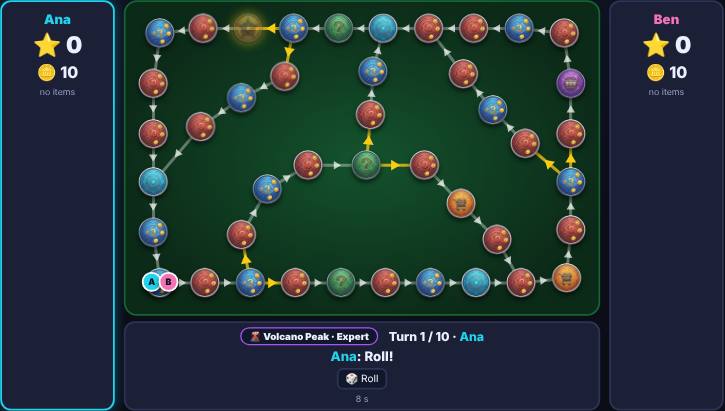 Ana
0
10
no items
A B
Volcano Peak · Expert Turn 1 / 10 · Ana
Ana: Roll!
Roll
8 s
Ben
0
10
no items